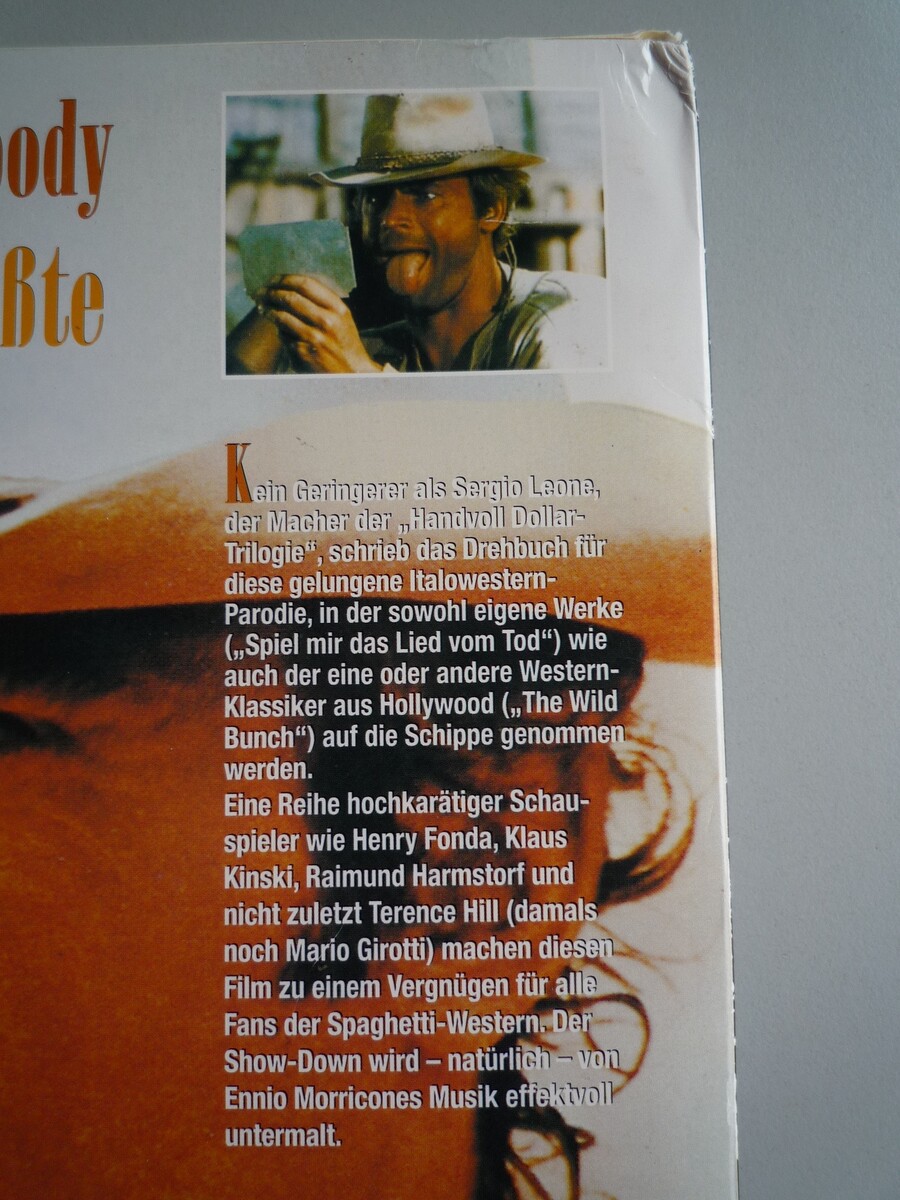 body
ßte
Kein Geringerer als Sergio Leone,
der Macher der „Handvoll Dollar-
Trilogie“, schrieb das Drehbuch für
diese gelungene Italowestern-
Parodie, in der sowohl eigene Werke
(„Spiel mir das Lied vom Tod“) wie
auch der eine oder andere Western-
Klassiker aus Hollywood („The Wild
Bunch“) auf die Schippe genommen
werden.
Eine Reihe hochkarätiger Schau-
spieler wie Henry Fonda, Klaus
Kinski, Raimund Harmstorf und
nicht zuletzt Terence Hill (damals
noch Mario Girotti) machen diesen
Film zu einem Vergnügen für alle
Fans der Spaghetti-Western. Der
Show-Down wird – natürlich – von
Ennio Morricones Musik effektvoll
untermalt.